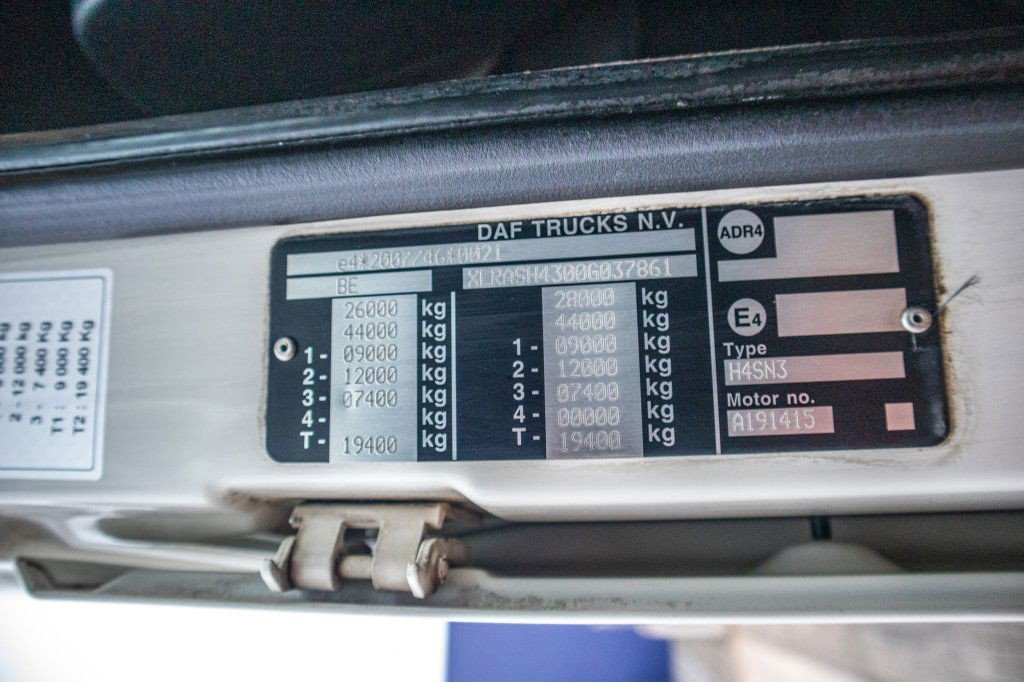 DAF TRUCKS N.V.
e4*2007/46*0021
BE XLRASH4300G037861
26000 kg 28000 kg
44000 kg 44000 kg
1 - 09000 kg 1 - 09000 kg
2 - 12000 kg 2 - 12000 kg
3 - 07400 kg 3 - 07400 kg
4 - kg 4 - 00000 kg
T - 19400 kg T - 19400 kg
ADR4
E4
Type
H4SN3
Motor no.
A191415
2 - 12 000 kg
3 - 7 400 KG
T1 : 9 000 KG
T2: 19 400 KG